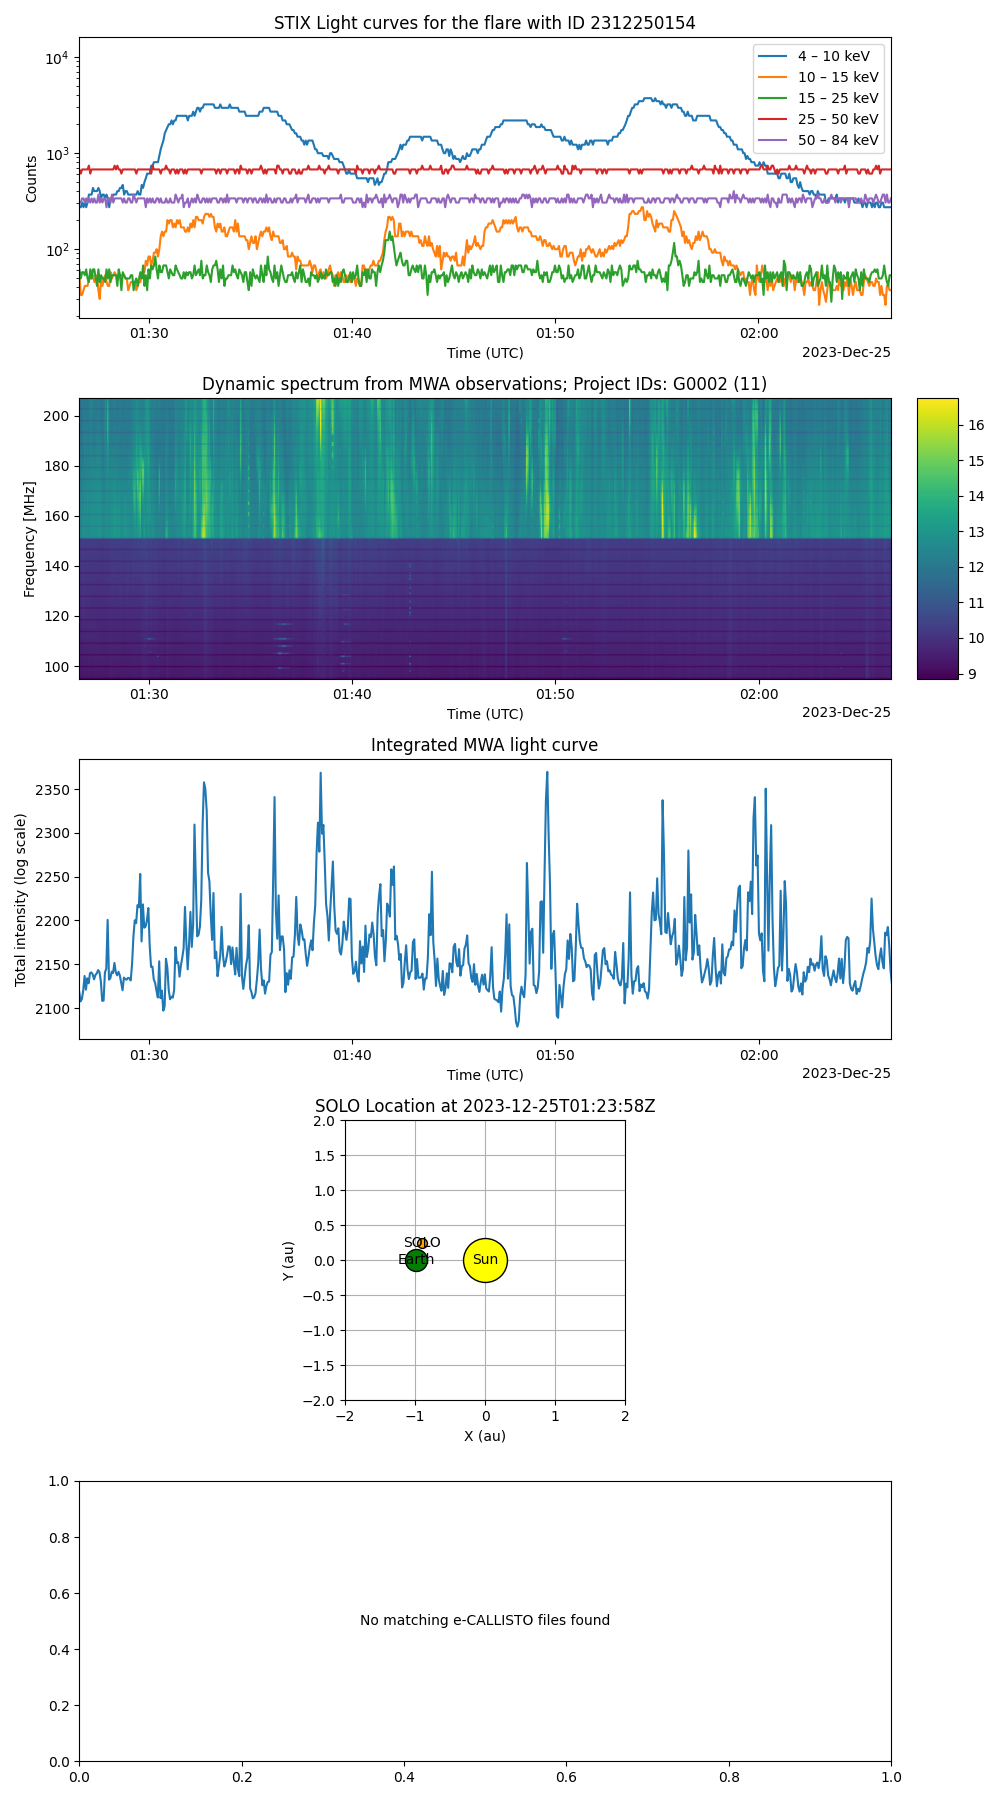 STIX Light curves for the flare with ID 2312250154
10⁴
10³
10²
Counts
4 – 10 keV
10 – 15 keV
15 – 25 keV
25 – 50 keV
50 – 84 keV
01:30 01:40 01:50 02:00
Time (UTC)
2023-Dec-25
Dynamic spectrum from MWA observations; Project IDs: G0002 (11)
200
180
160
140
120
100
Frequency [MHz]
16
15
14
13
12
11
10
9
01:30 01:40 01:50 02:00
Time (UTC)
2023-Dec-25
Integrated MWA light curve
2350
2300
2250
2200
2150
2100
Total intensity (log scale)
01:30 01:40 01:50 02:00
Time (UTC)
2023-Dec-25
SOLO Location at 2023-12-25T01:23:58Z
2.0
1.5
1.0
0.5
0.0
−0.5
−1.0
−1.5
−2.0
Y (au)
SOLO
Earth
Sun
−2 −1 0 1 2
X (au)
1.0
0.8
0.6
0.4
0.2
0.0
No matching e-CALLISTO files found
0.0 0.2 0.4 0.6 0.8 1.0